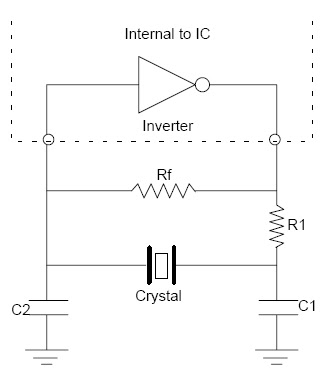 Internal to IC
Inverter
Rf
R1
Crystal
C2
C1